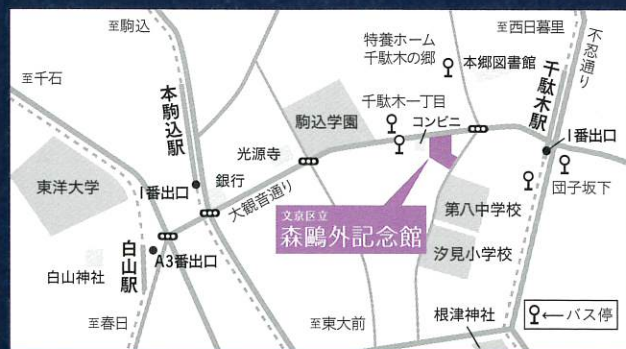 至駒込
至西日暮里
不忍通り
特養ホーム
千駄木の郷
本郷図書館
至千石
本駒込駅
千駄木一丁目
コンビニ
千駄木駅
駒込学園
1番出口
光源寺
東洋大学
1番出口
銀行
大観音通り
団子坂下
文京区立
森鷗外記念館
第八中学校
汐見小学校
白山駅
A3番出口
白山神社
至春日
至東大前
根津神社
←バス停